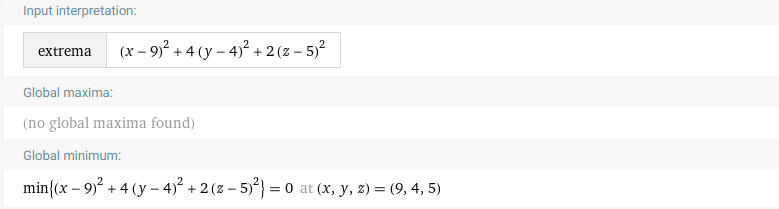 Input interpretation:
extrema (x − 9)² + 4 (y − 4)² + 2 (z − 5)²
Global maxima:
(no global maxima found)
Global minimum:
min{(x − 9)² + 4 (y − 4)² + 2 (z − 5)²} = 0 at (x, y, z) = (9, 4, 5)